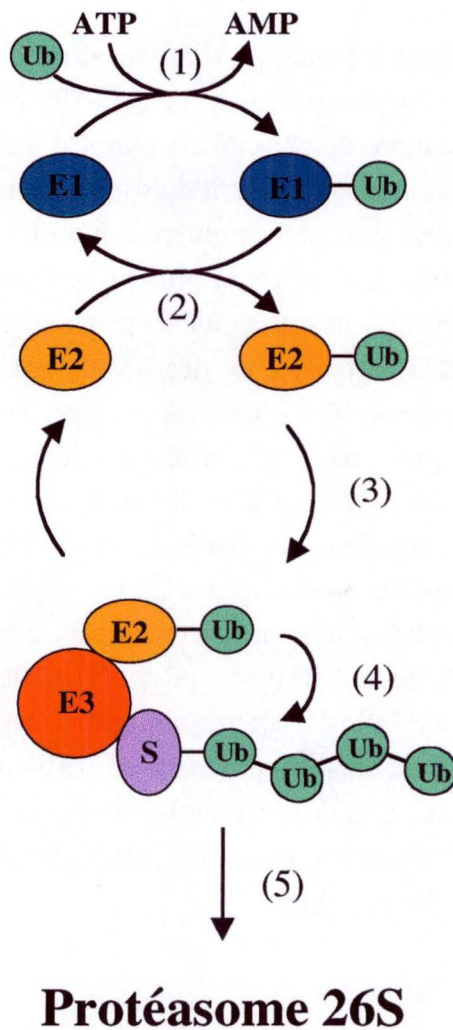 ATP AMP
Ub (1)
E1 E1 Ub
(2)
E2 E2 Ub
(3)
E2 Ub
E3 (4)
S Ub Ub Ub Ub
(5)
Protéasome 26S